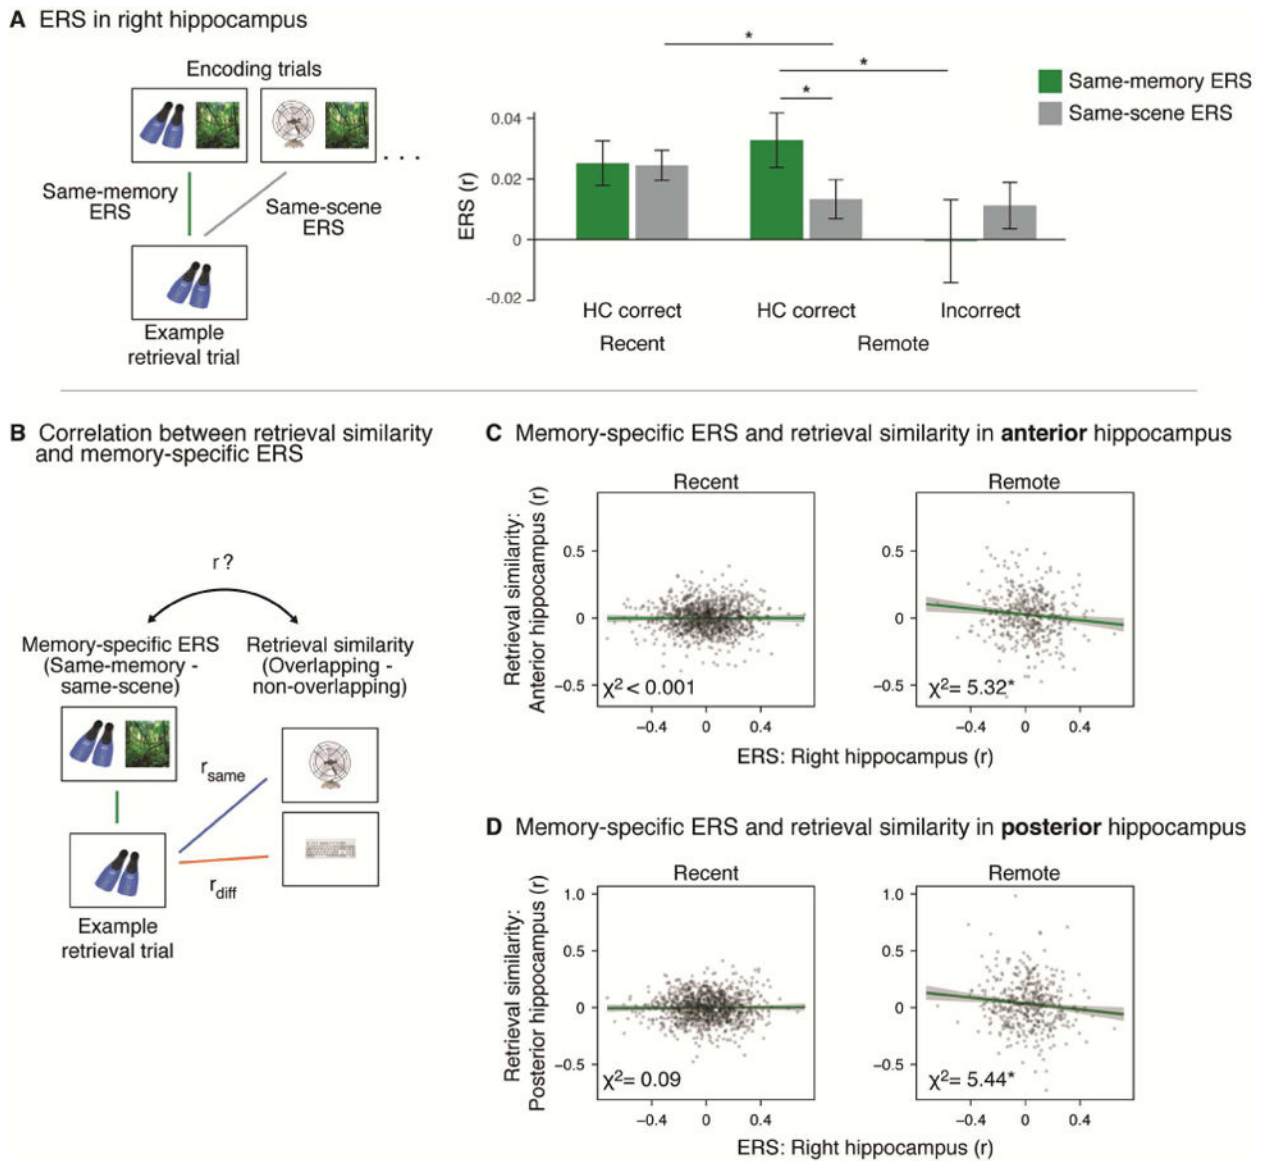 A ERS in right hippocampus
Encoding trials
. . .
Same-memory
ERS
Same-scene
ERS
Example
retrieval trial
ERS (r)
0.04
0.02
0
-0.02
*
*
*
HC correct
HC correct
Incorrect
Recent
Remote
Same-memory ERS
Same-scene ERS
B Correlation between retrieval similarity
and memory-specific ERS
r ?
Memory-specific ERS
(Same-memory -
same-scene)
Retrieval similarity
(Overlapping -
non-overlapping)
rsame
rdiff
Example
retrieval trial
C Memory-specific ERS and retrieval similarity in anterior hippocampus
Recent
Remote
Retrieval similarity:
Anterior hippocampus (r)
0.5
0
−0.5
χ2 < 0.001
−0.4 0 0.4
0.5
0
−0.5
χ2= 5.32*
−0.4 0 0.4
ERS: Right hippocampus (r)
D Memory-specific ERS and retrieval similarity in posterior hippocampus
Recent
Remote
Retrieval similarity:
Posterior hippocampus (r)
1.0
0.5
0
−0.5
χ2= 0.09
−0.4 0 0.4
1.0
0.5
0
−0.5
χ2= 5.44*
−0.4 0 0.4
ERS: Right hippocampus (r)